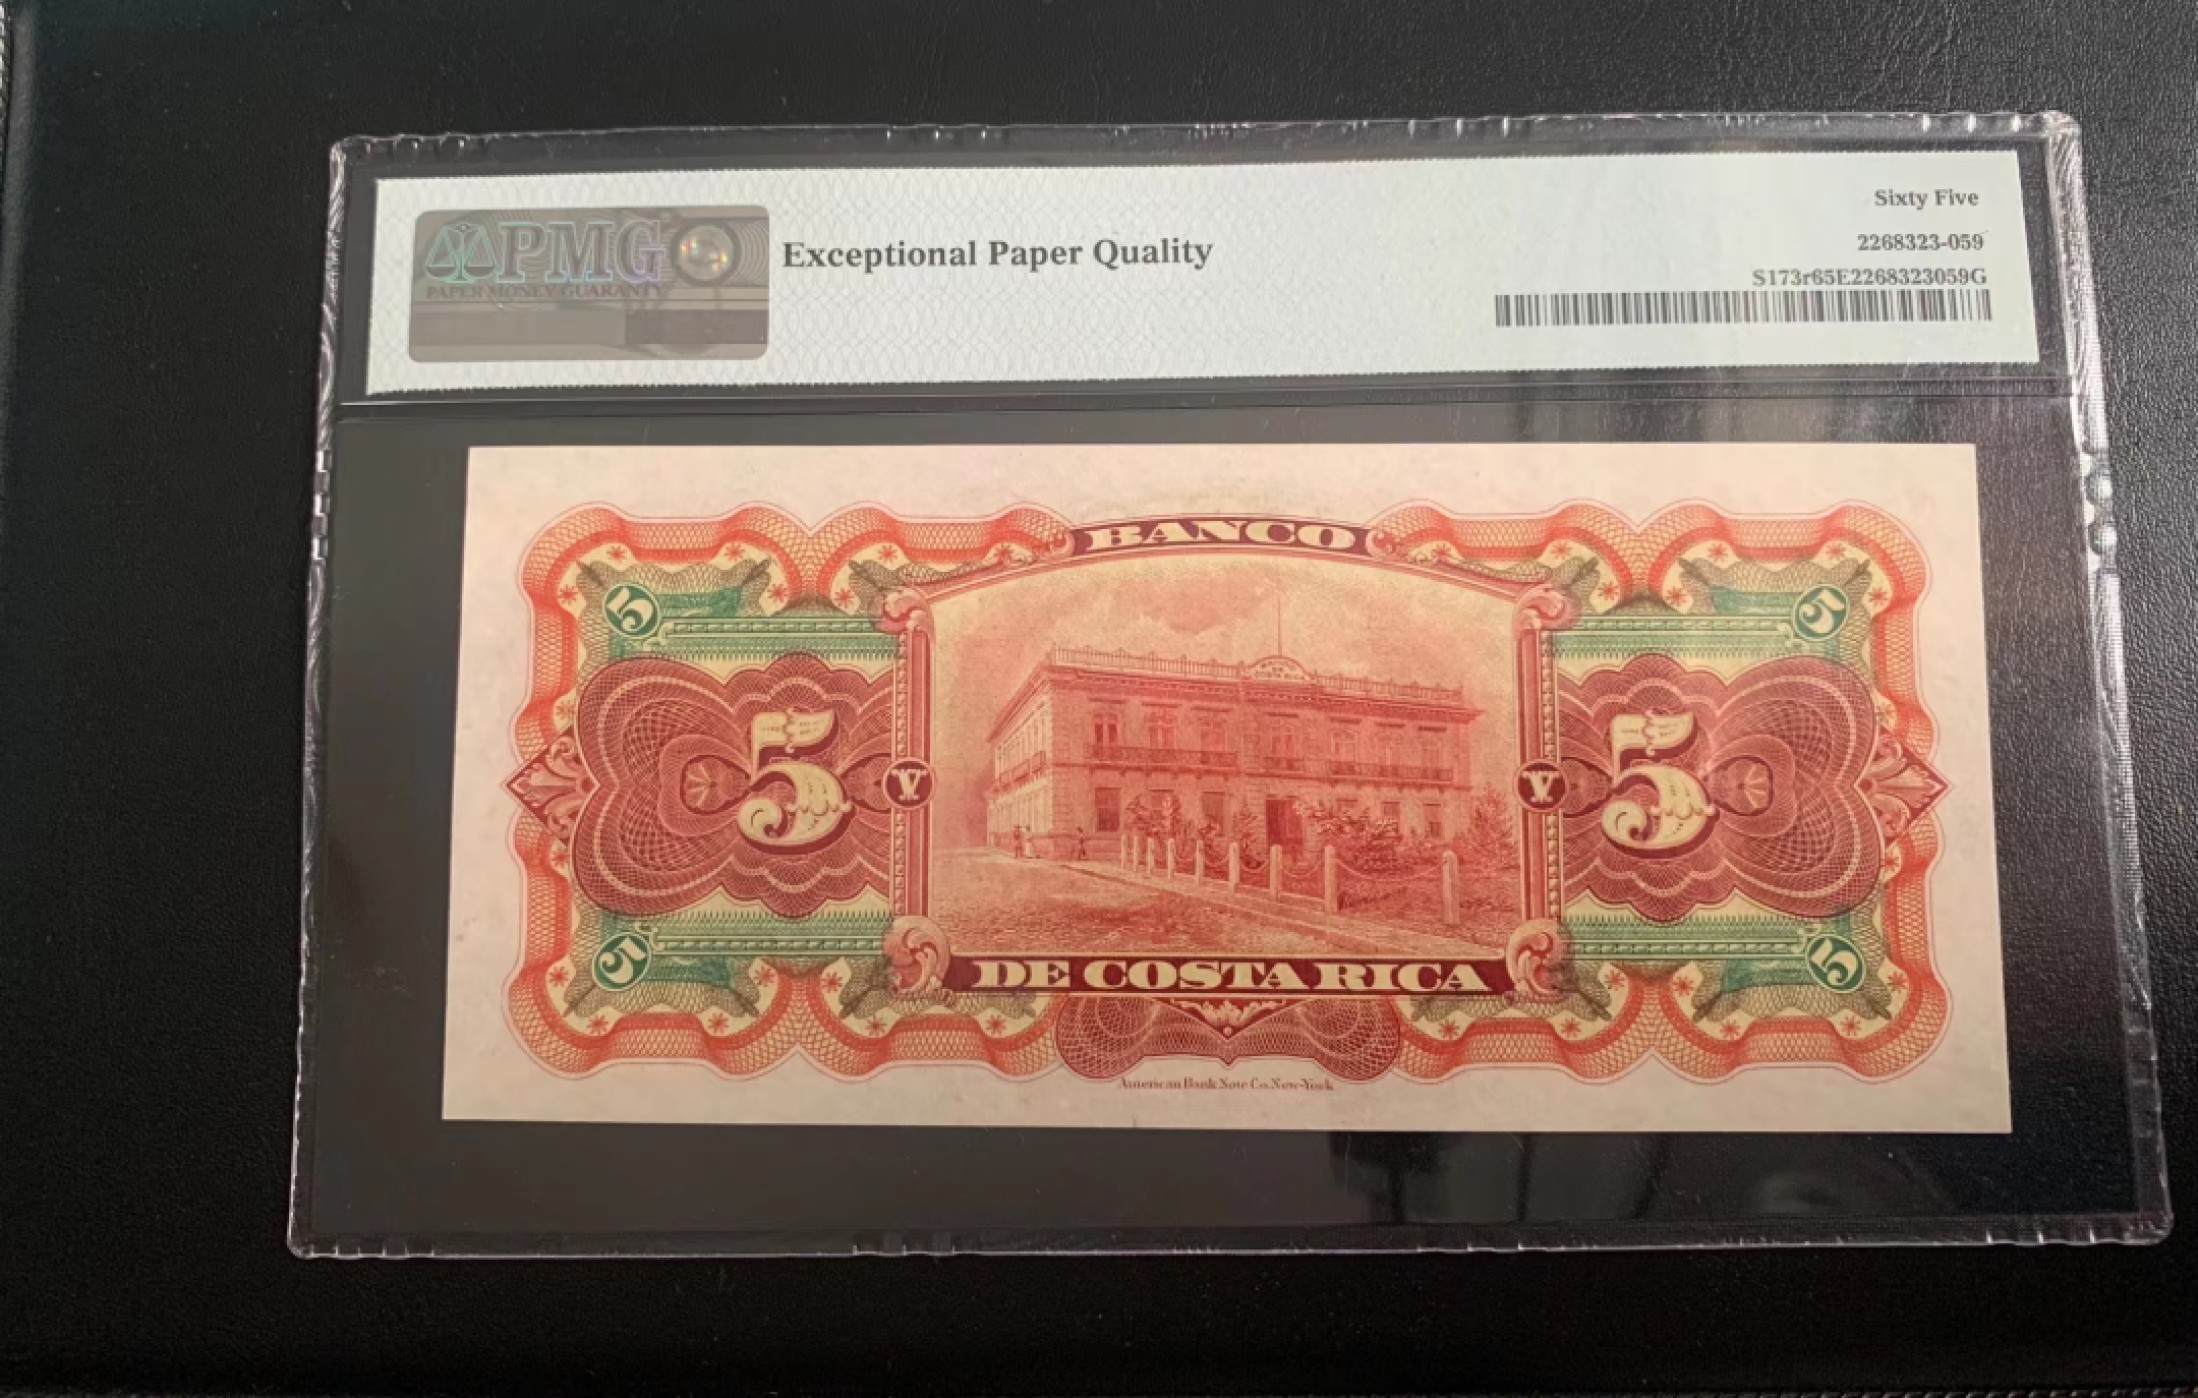 PMG
PAPER MONEY GUARANTY
Exceptional Paper Quality
Sixty Five
2268323-059
S173r65E2268323059G
BANCO
5 5
5 V V 5
5 5
DE COSTA RICA
American Bank Note Co. New-York